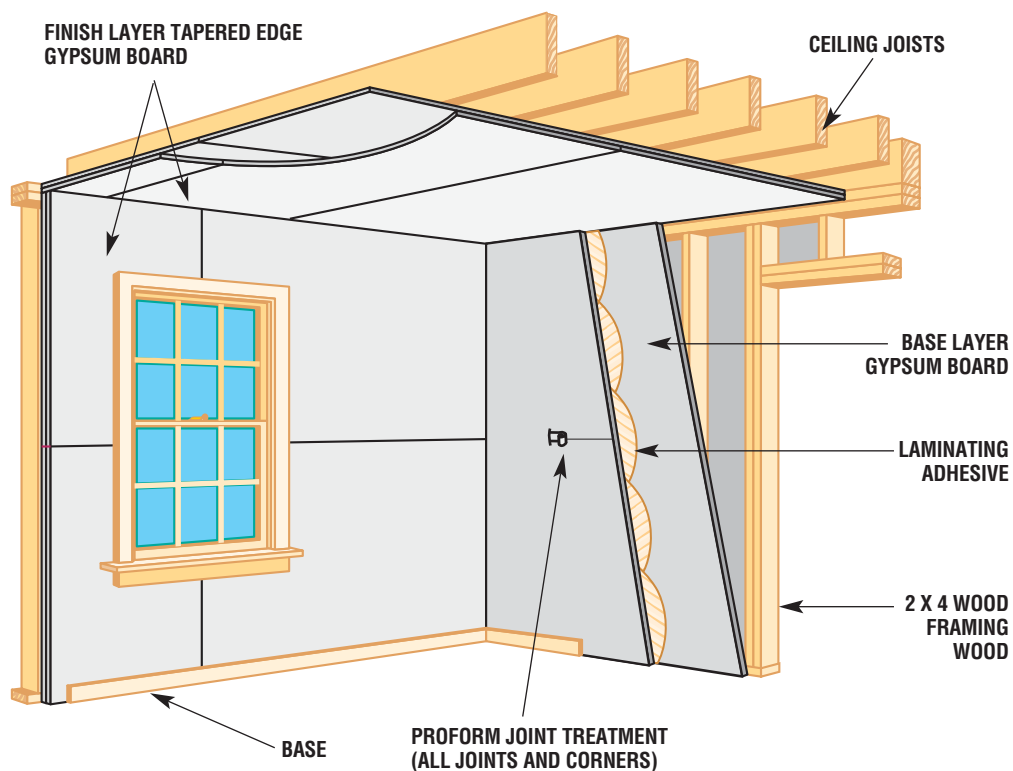 FINISH LAYER TAPERED EDGE
GYPSUM BOARD
CEILING JOISTS
BASE LAYER
GYPSUM BOARD
LAMINATING
ADHESIVE
2 X 4 WOOD
FRAMING
WOOD
BASE
PROFORM JOINT TREATMENT
(ALL JOINTS AND CORNERS)